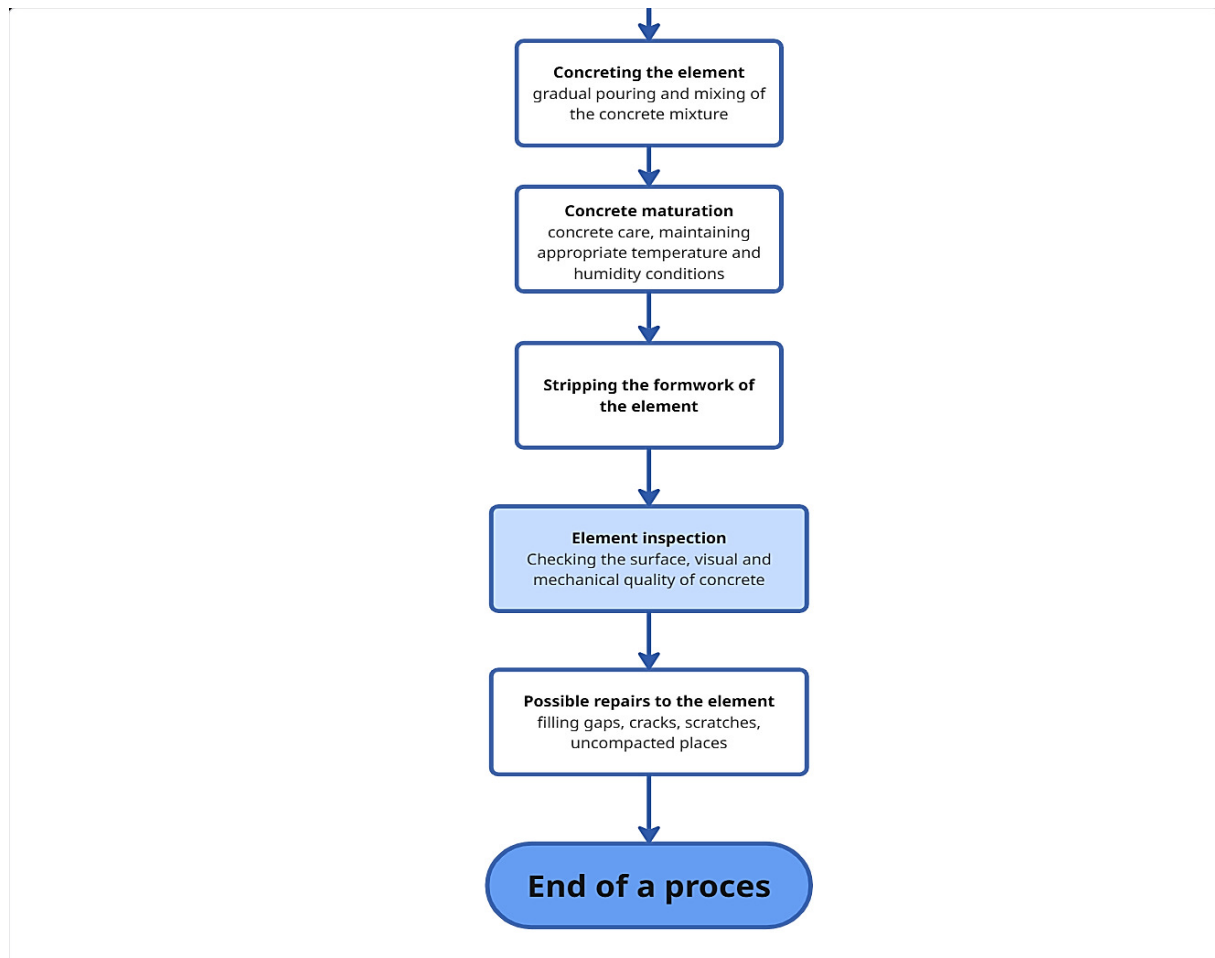 Concreting the element
gradual pouring and mixing of
the concrete mixture
Concrete maturation
concrete care, maintaining
appropriate temperature and
humidity conditions
Stripping the formwork of
the element
Element inspection
Checking the surface, visual and
mechanical quality of concrete
Possible repairs to the element
filling gaps, cracks, scratches,
uncompacted places
End of a proces